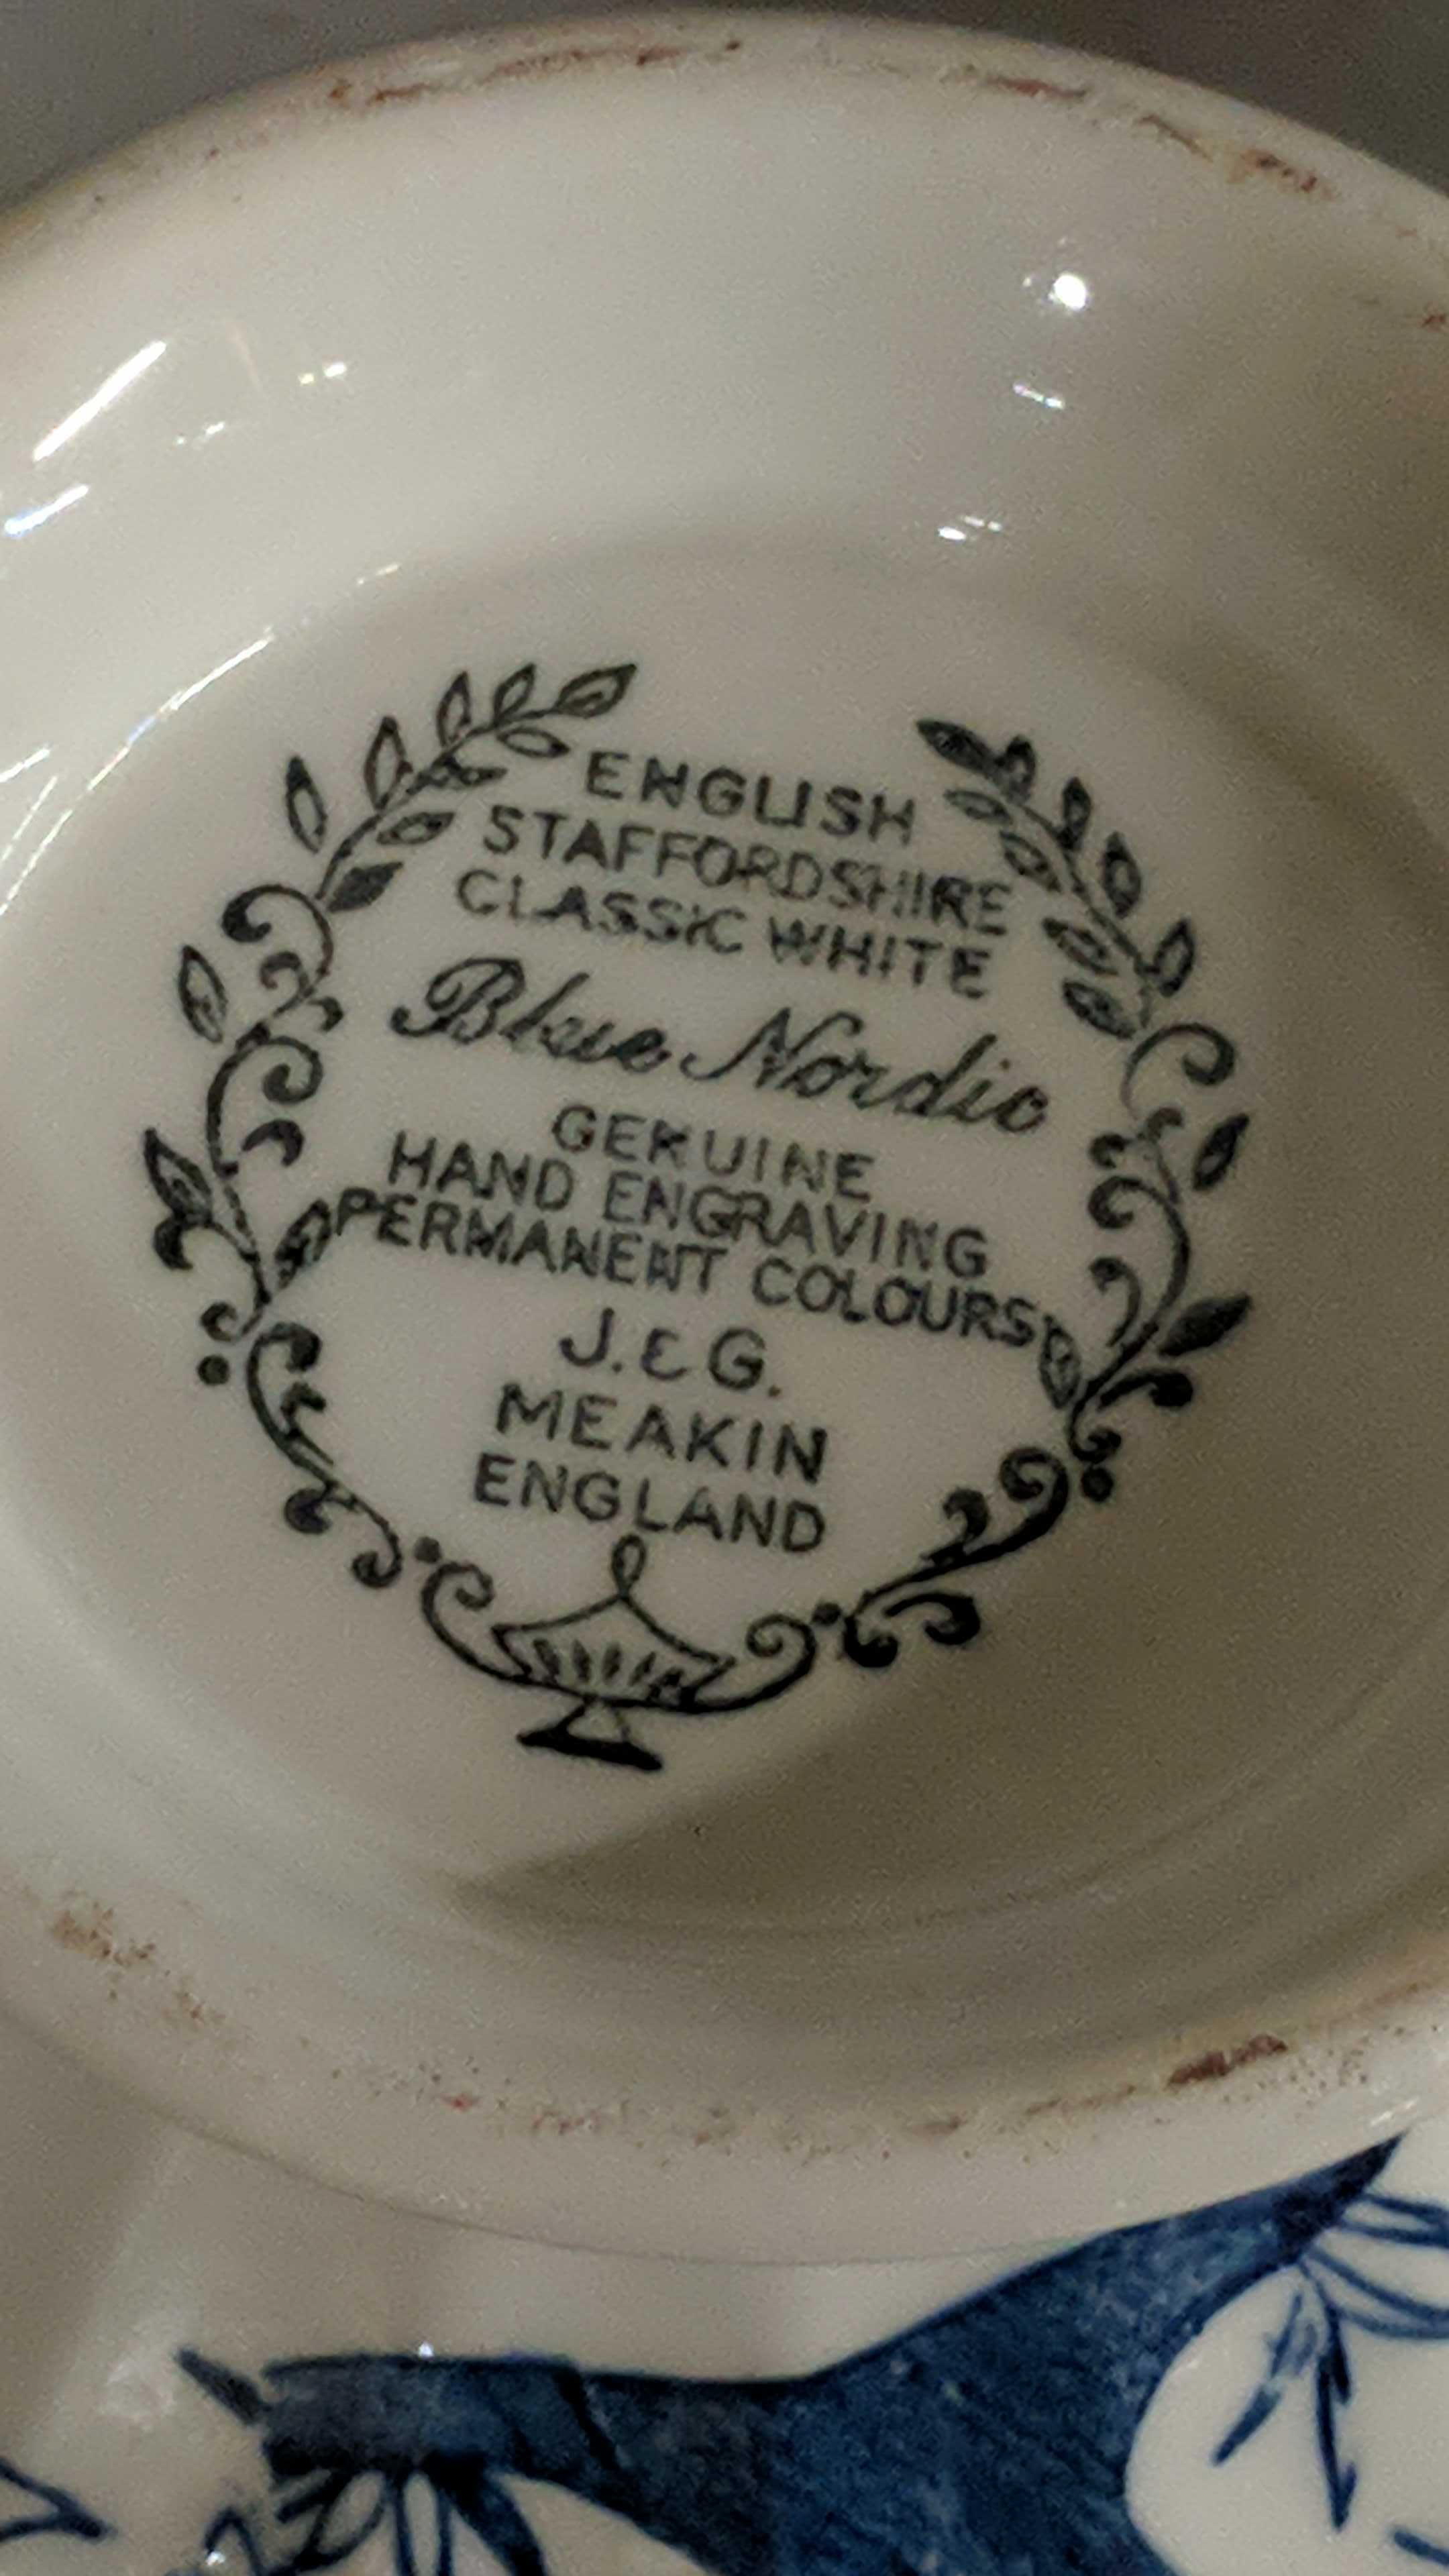 ENGLISH
STAFFORDSHIRE
CLASSIC WHITE
Blue Nordic
GENUINE
HAND ENGRAVING
PERMANENT COLOURS
J. & G.
MEAKIN
ENGLAND